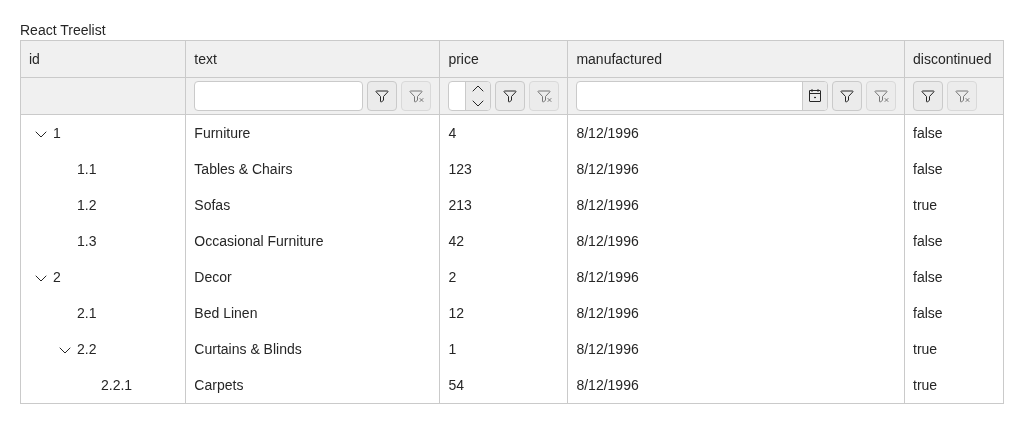 React Treelist
id text price manufactured discontinued
1 Furniture 4 8/12/1996 false
1.1 Tables & Chairs 123 8/12/1996 false
1.2 Sofas 213 8/12/1996 true
1.3 Occasional Furniture 42 8/12/1996 false
2 Decor 2 8/12/1996 false
2.1 Bed Linen 12 8/12/1996 false
2.2 Curtains & Blinds 1 8/12/1996 true
2.2.1 Carpets 54 8/12/1996 true